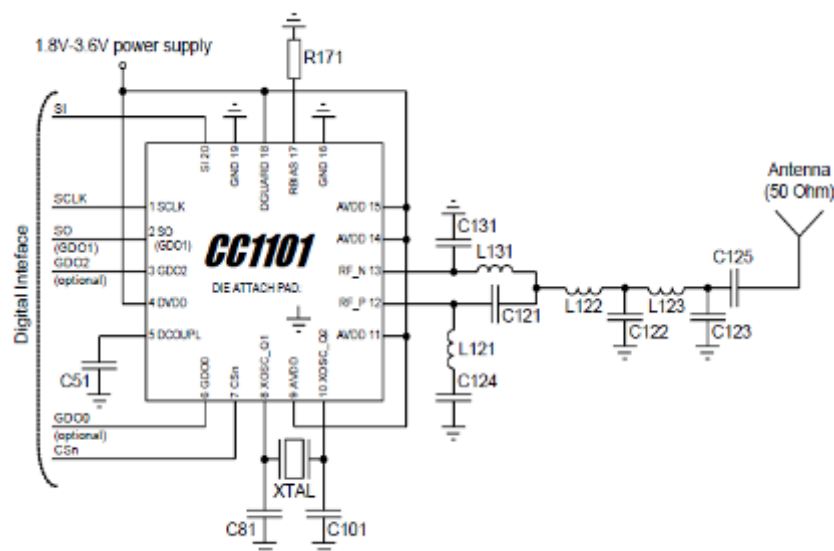 1.8V-3.6V power supply
R171
SI
SI 20
GND 19
DGUARD 18
RBIAS 17
GND 16
Antenna
(50 Ohm)
Digital Inteface
SCLK
1 SCLK
AVDD 15
C131
SO
(GDO1)
2 SO
(GDO1)
CC1101
AVDD 14
L131
C125
GDO2
(optional)
3 GDO2
DIE ATTACH PAD:
RF_N 13
4 DVDD
RF_P 12
C121
L122
L123
C122
C123
5 DCOUPL
AVDD 11
L121
C51
C124
6 GDO0
7 CSn
8 XOSC_Q1
9 AVDD
10 XOSC_Q2
GDO0
(optional)
CSn
XTAL
C81
C101